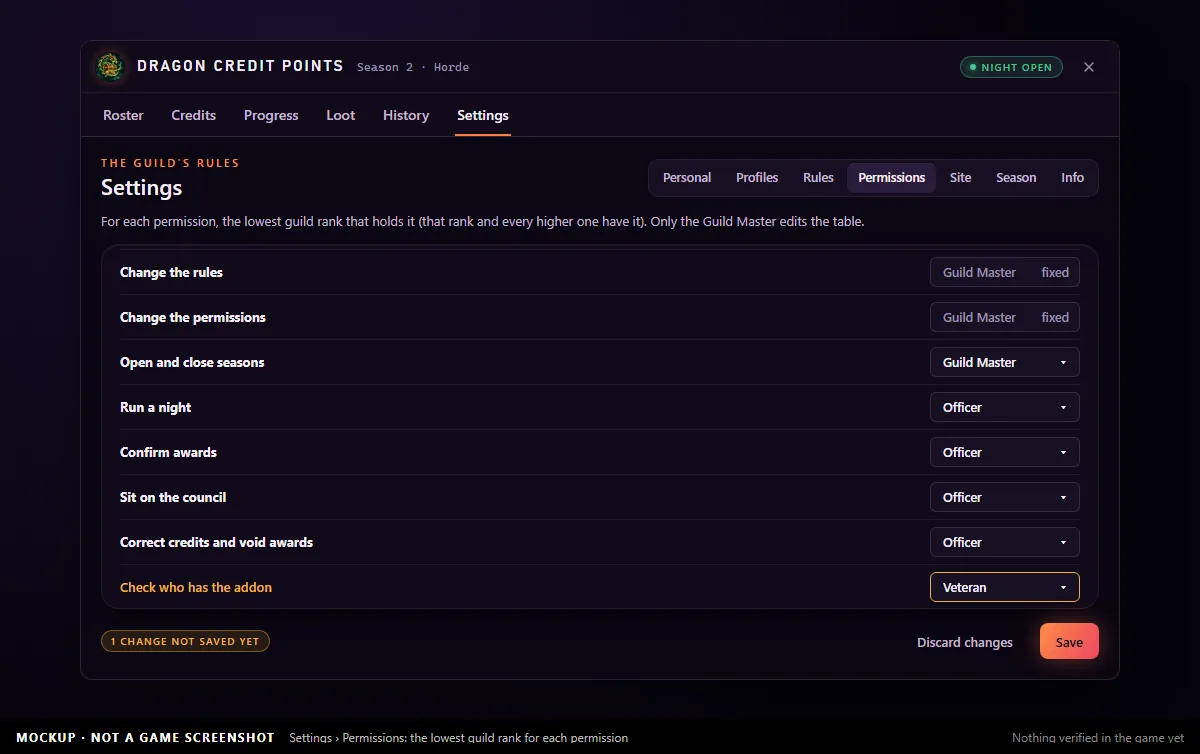 DRAGON CREDIT POINTS Season 2 · Horde NIGHT OPEN
Roster Credits Progress Loot History Settings
THE GUILD'S RULES
Settings
Personal Profiles Rules Permissions Site Season Info
For each permission, the lowest guild rank that holds it (that rank and every higher one have it). Only the Guild Master edits the table.
Change the rules Guild Master fixed
Change the permissions Guild Master fixed
Open and close seasons Guild Master
Run a night Officer
Confirm awards Officer
Sit on the council Officer
Correct credits and void awards Officer
Check who has the addon Veteran
1 CHANGE NOT SAVED YET Discard changes Save
MOCKUP · NOT A GAME SCREENSHOT Settings › Permissions: the lowest guild rank for each permission Nothing verified in the game yet